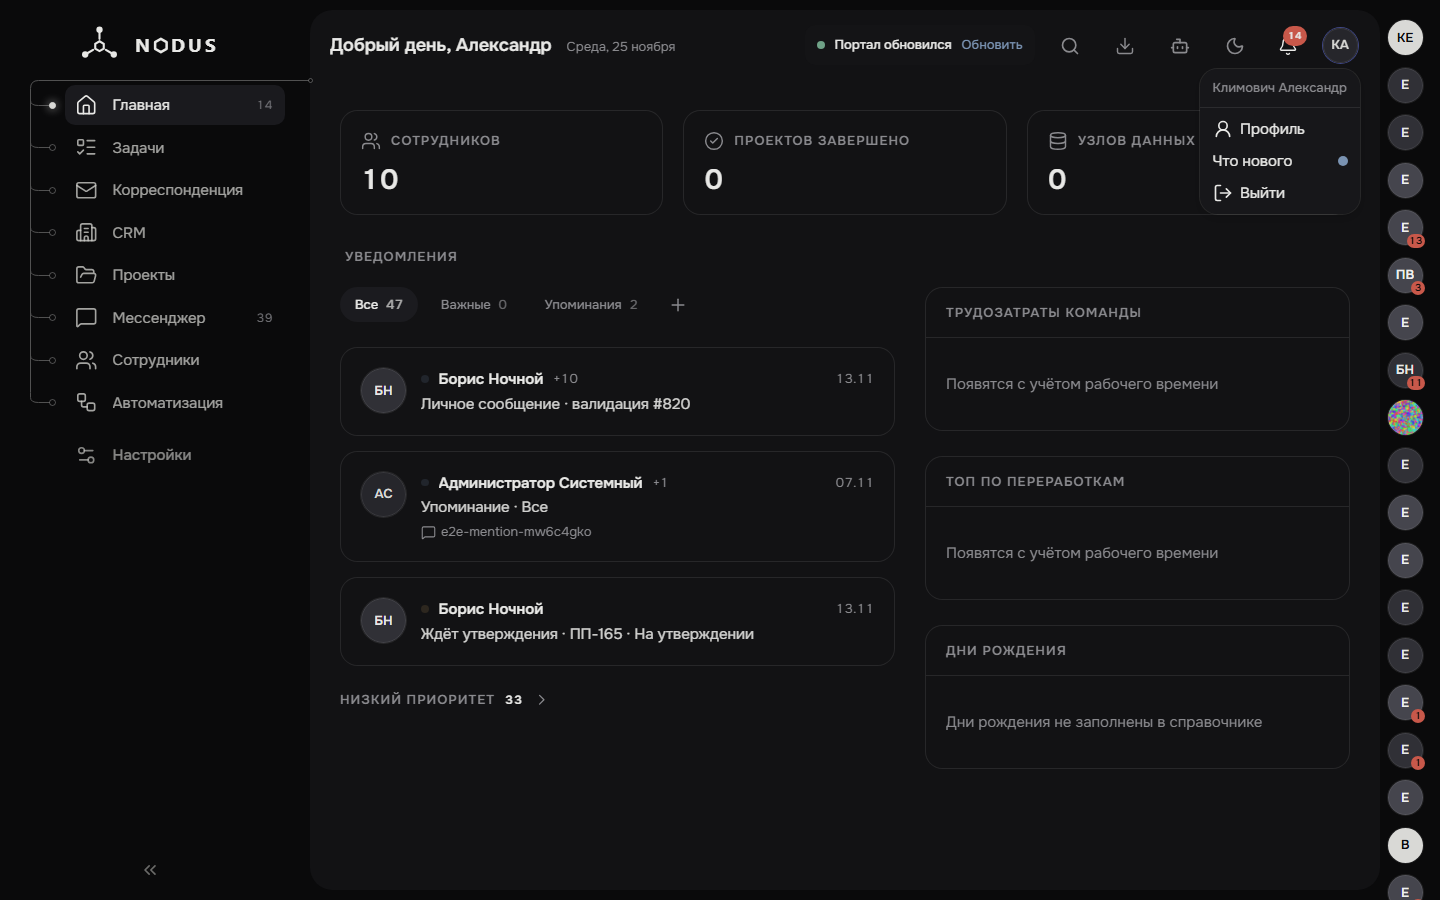 NODUS
Главная 14
Задачи
Корреспонденция
CRM
Проекты
Мессенджер 39
Сотрудники
Автоматизация
Настройки
Добрый день, Александр Среда, 25 ноября
Портал обновился Обновить
14
КА
Климович Александр
Профиль
Что нового
Выйти
СОТРУДНИКОВ
10
ПРОЕКТОВ ЗАВЕРШЕНО
0
УЗЛОВ ДАННЫХ
0
УВЕДОМЛЕНИЯ
Все 47 Важные 0 Упоминания 2
БН
Борис Ночной +10 13.11
Личное сообщение · валидация #820
АС
Администратор Системный +1 07.11
Упоминание · Все
e2e-mention-mw6c4gko
БН
Борис Ночной 13.11
Ждёт утверждения · ПП-165 · На утверждении
НИЗКИЙ ПРИОРИТЕТ 33
ТРУДОЗАТРАТЫ КОМАНДЫ
Появятся с учётом рабочего времени
ТОП ПО ПЕРЕРАБОТКАМ
Появятся с учётом рабочего времени
ДНИ РОЖДЕНИЯ
Дни рождения не заполнены в справочнике
КЕ
Е
Е
Е
Е
13
ПВ
3
Е
БН
11
Е
Е
Е
Е
Е
Е
1
Е
1
Е
В
Е